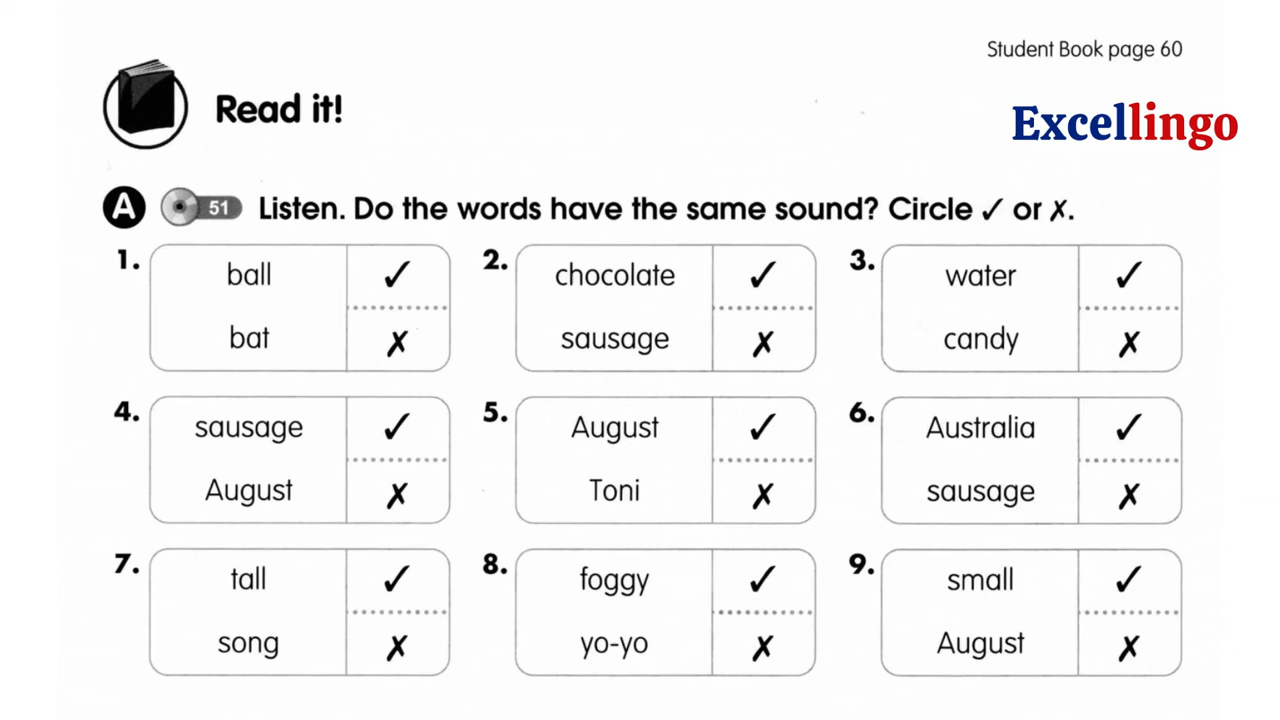 Student Book page 60
Read it!
Excellingo
A 51 Listen. Do the words have the same sound? Circle ✓ or ✗.
1. ball ✓
bat ✗
2. chocolate ✓
sausage ✗
3. water ✓
candy ✗
4. sausage ✓
August ✗
5. August ✓
Toni ✗
6. Australia ✓
sausage ✗
7. tall ✓
song ✗
8. foggy ✓
yo-yo ✗
9. small ✓
August ✗